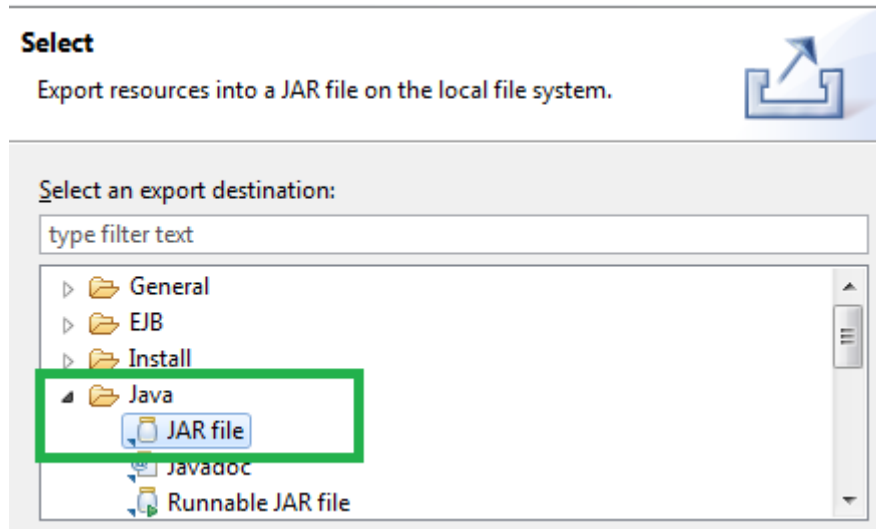 Select
Export resources into a JAR file on the local file system.
Select an export destination:
type filter text
General
EJB
Install
Java
JAR file
Javadoc
Runnable JAR file